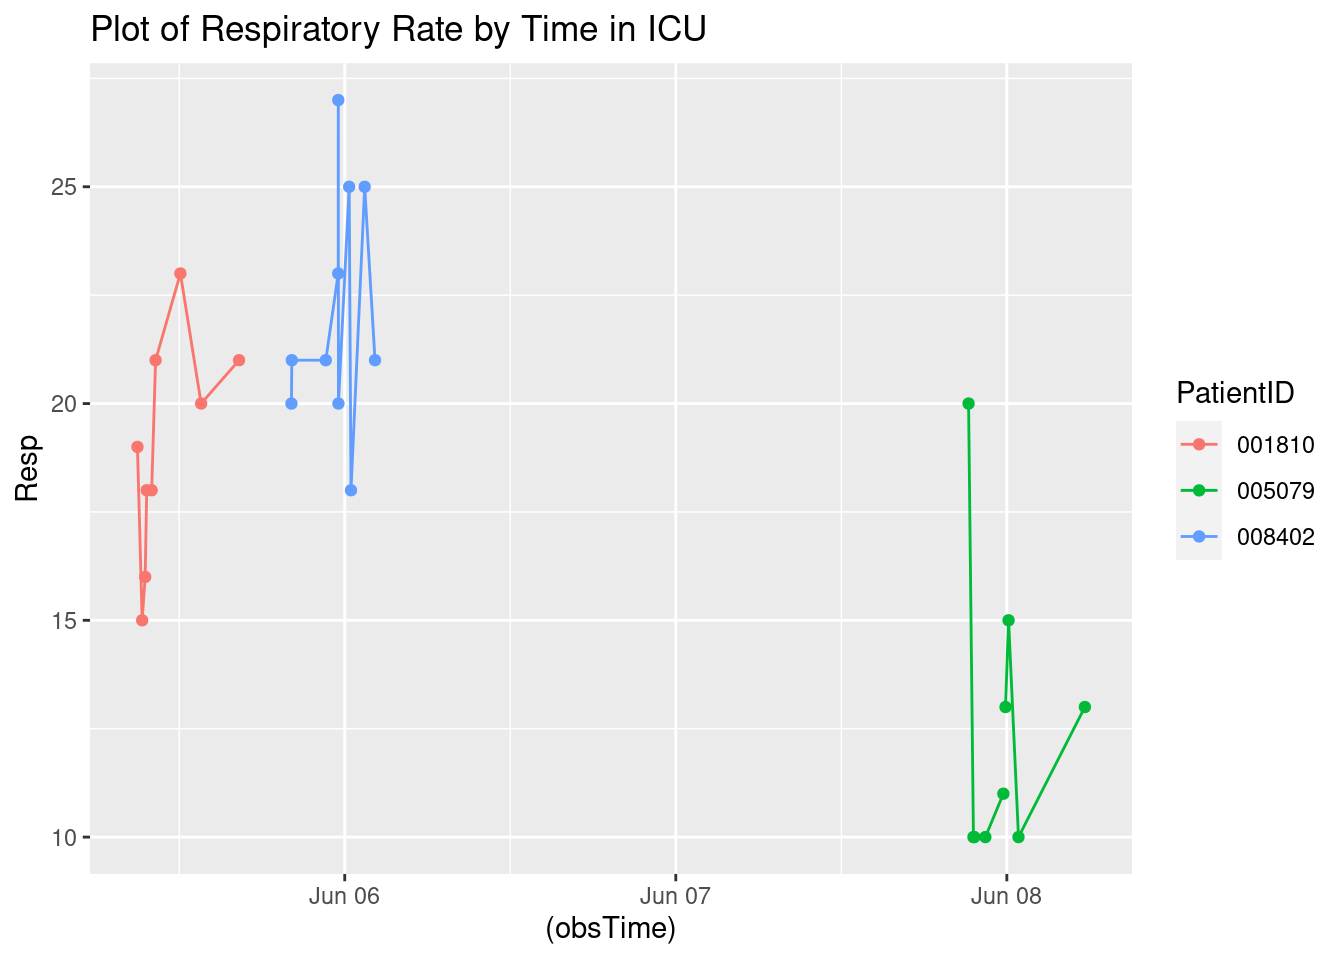 Plot of Respiratory Rate by Time in ICU
25
20
15
10
Resp
Jun 06
Jun 07
Jun 08
(obsTime)
PatientID
001810
005079
008402